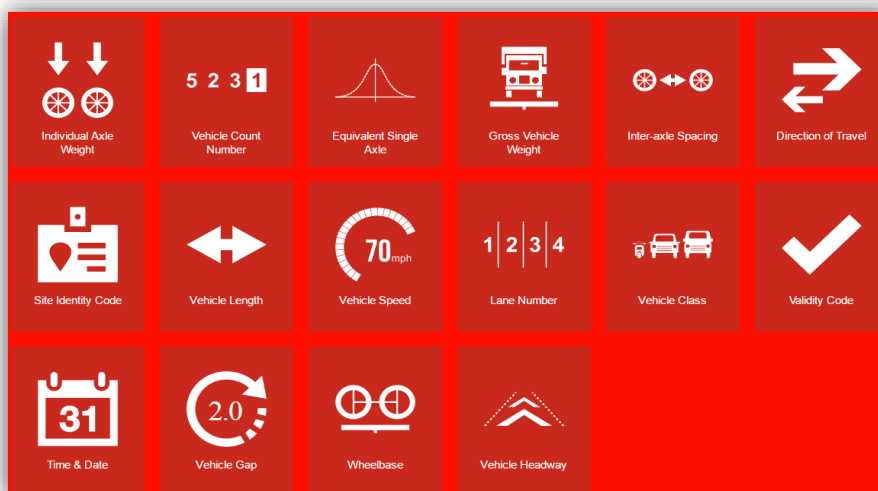 5 2 3 1
Individual Axle
Weight
Vehicle Count
Number
Equivalent Single
Axle
Gross Vehicle
Weight
Inter-axle Spacing
Direction of Travel
70mph
1 2 3 4
Site Identity Code
Vehicle Length
Vehicle Speed
Lane Number
Vehicle Class
Validity Code
31
2.0
Time & Date
Vehicle Gap
Wheelbase
Vehicle Headway